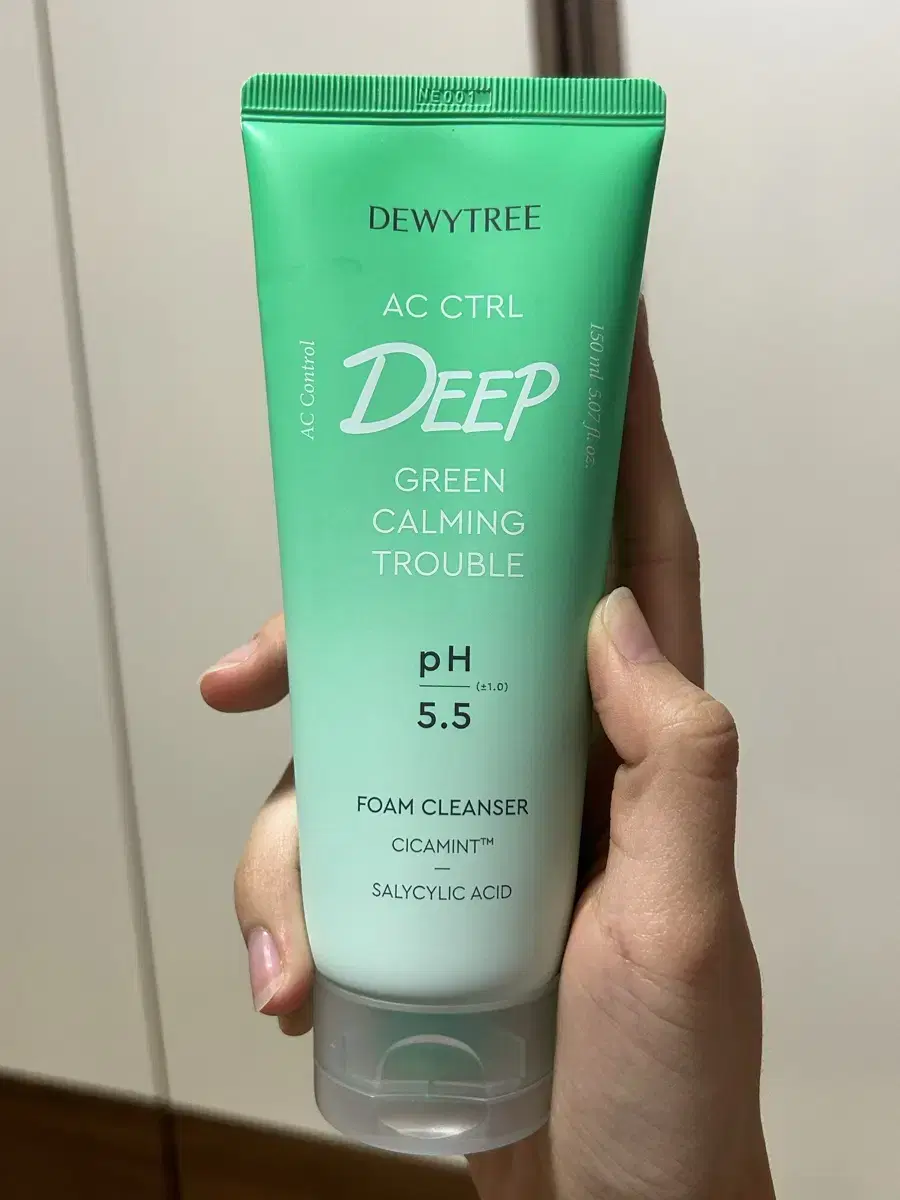 NE001
DEWYTREE
AC CTRL
DEEP
AC Control
150 ml 5.07 fl. oz.
GREEN
CALMING
TROUBLE
pH
(±1.0)
5.5
FOAM CLEANSER
CICAMINT™
SALYCYLIC ACID